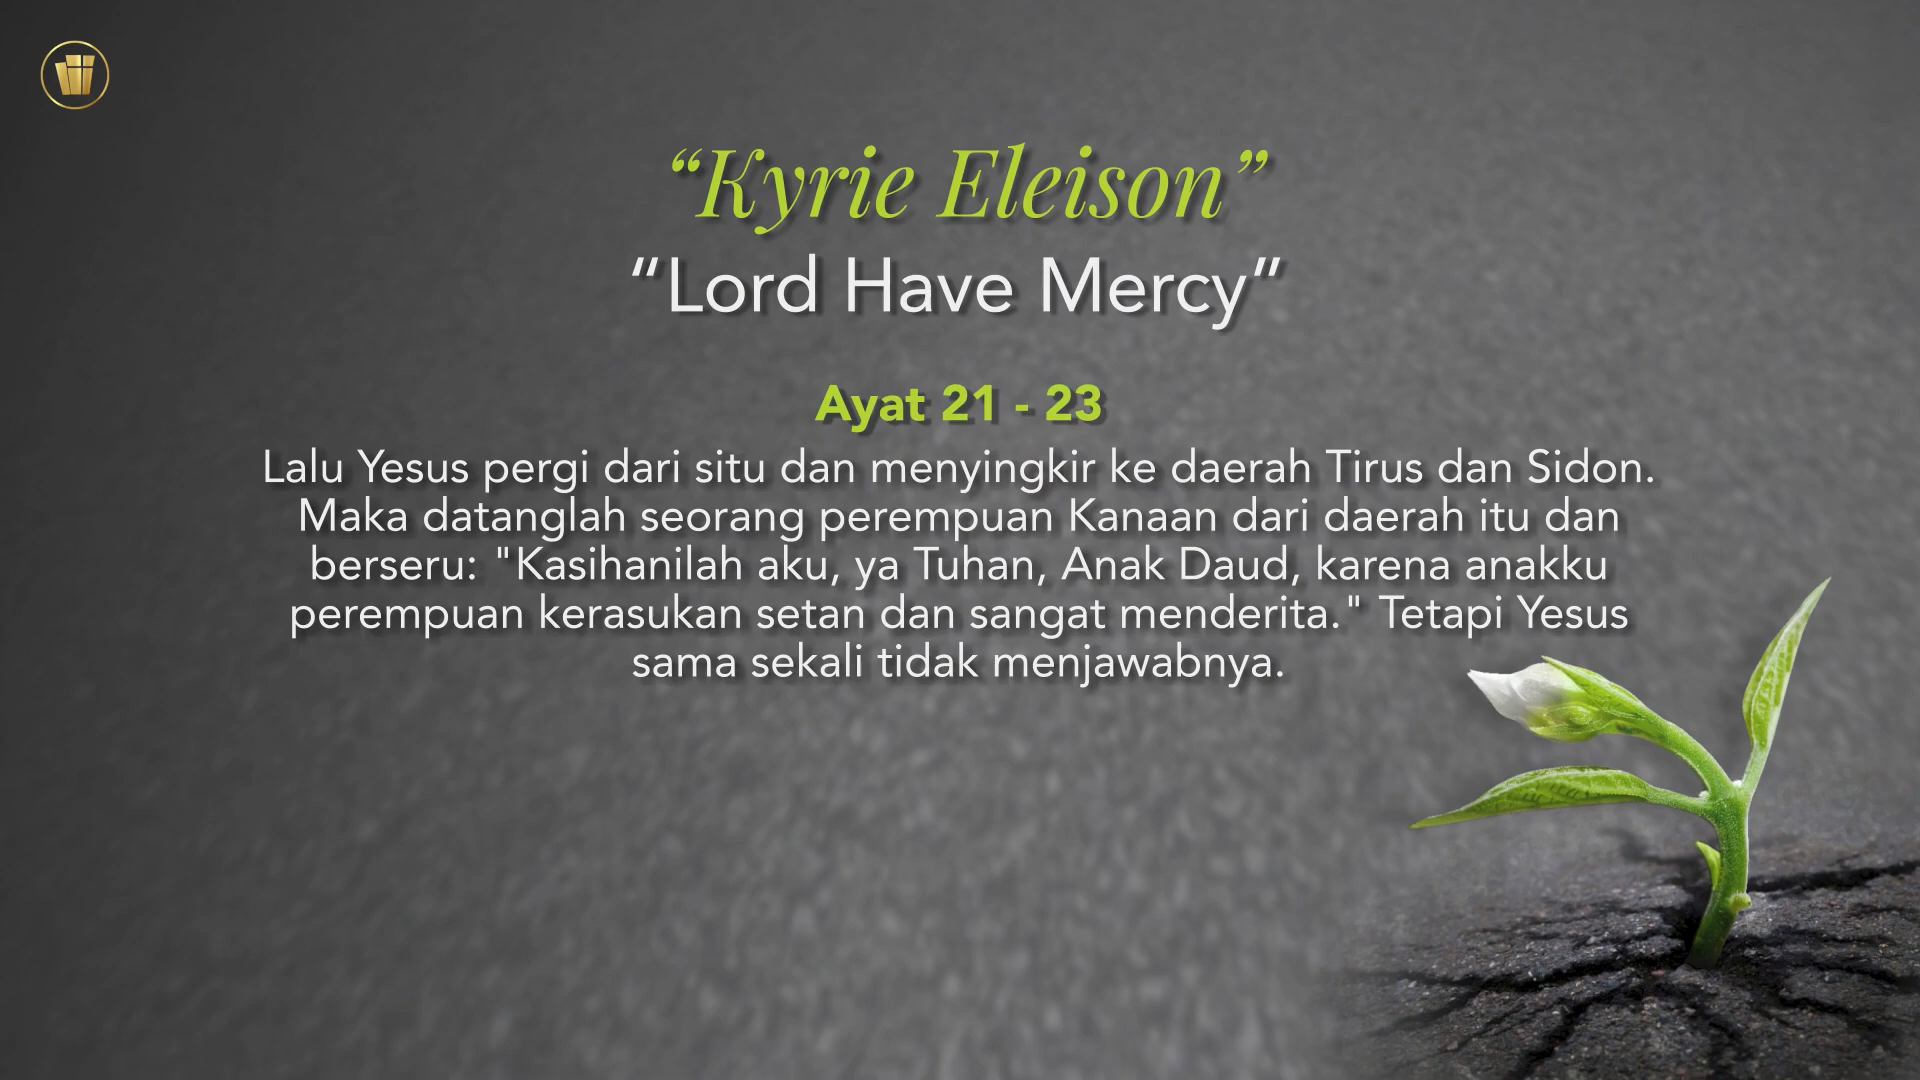 “Kyrie Eleison”
“Lord Have Mercy”
Ayat 21 - 23
Lalu Yesus pergi dari situ dan menyingkir ke daerah Tirus dan Sidon.
Maka datanglah seorang perempuan Kanaan dari daerah itu dan
berseru: "Kasihanilah aku, ya Tuhan, Anak Daud, karena anakku
perempuan kerasukan setan dan sangat menderita." Tetapi Yesus
sama sekali tidak menjawabnya.